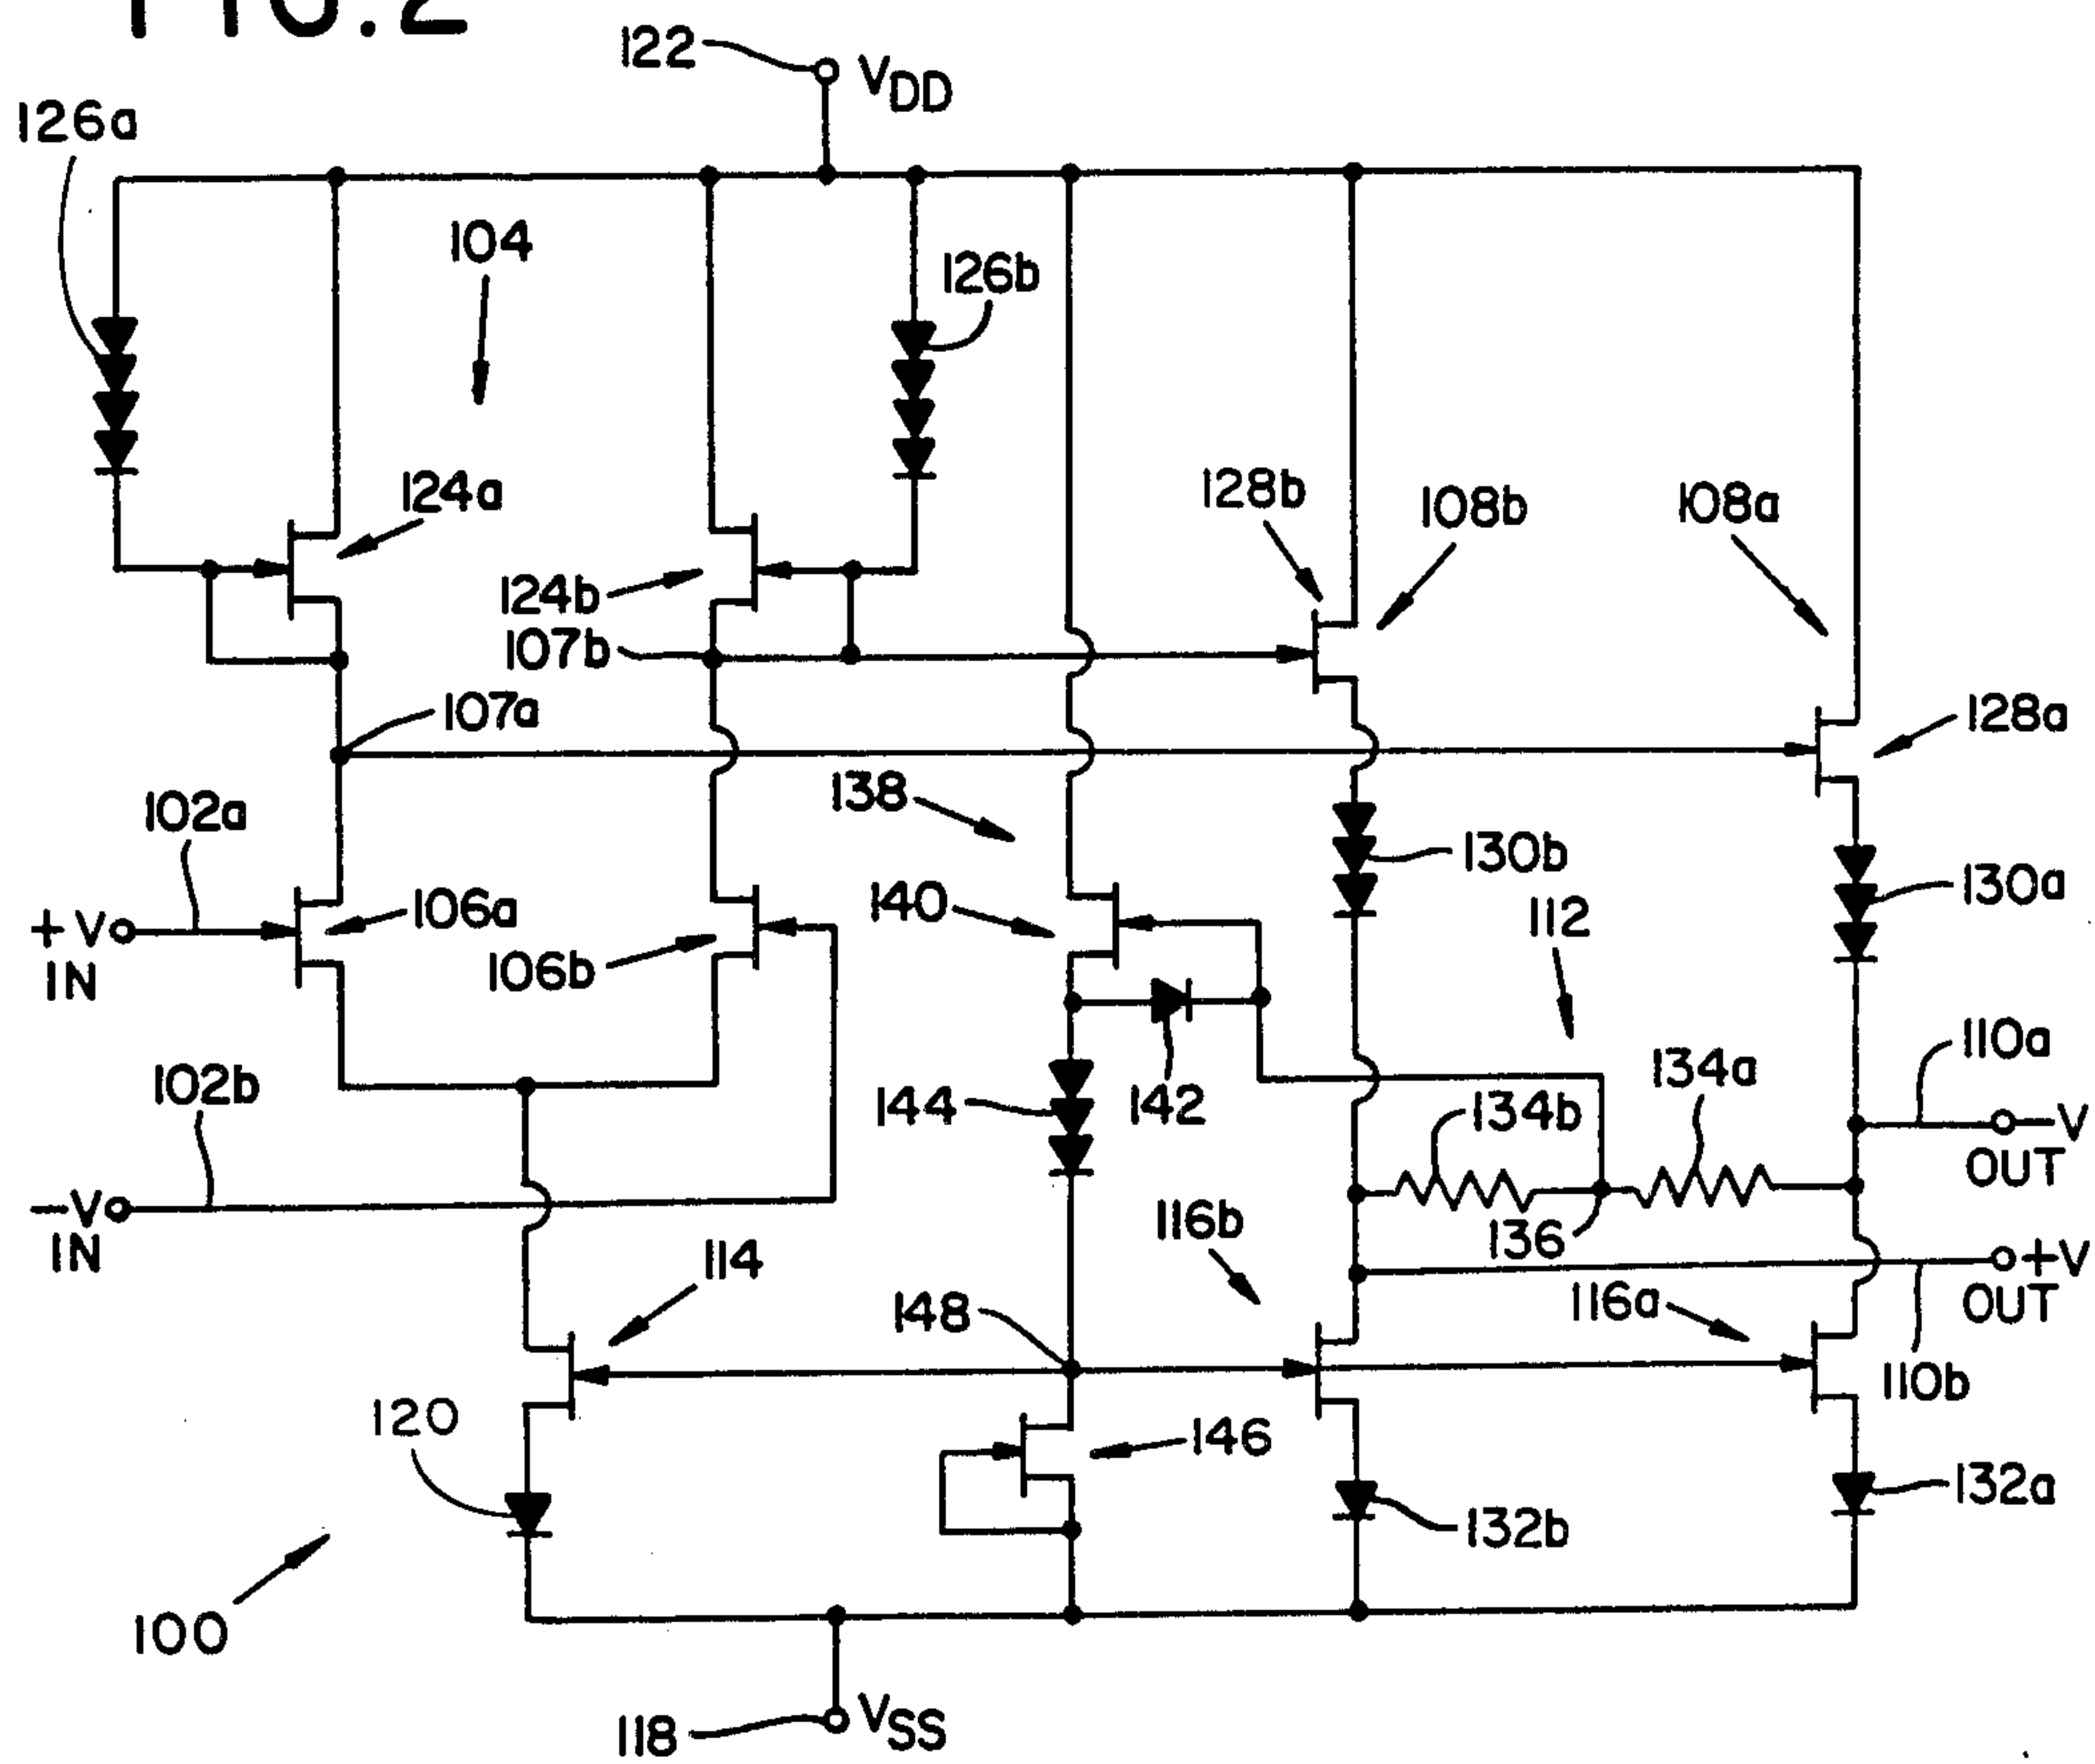 FIG. 2
122
VDD
126a
104
126b
124a
128b
108b
108a
124b
107b
107a
128a
138
102a
130b
130a
+V
IN
106a
140
112
106b
110a
102b
144
142
134b
134a
-V
OUT
-V
IN
116b
136
114
148
116a
+V
OUT
110b
120
146
132a
132b
100
118
VSS